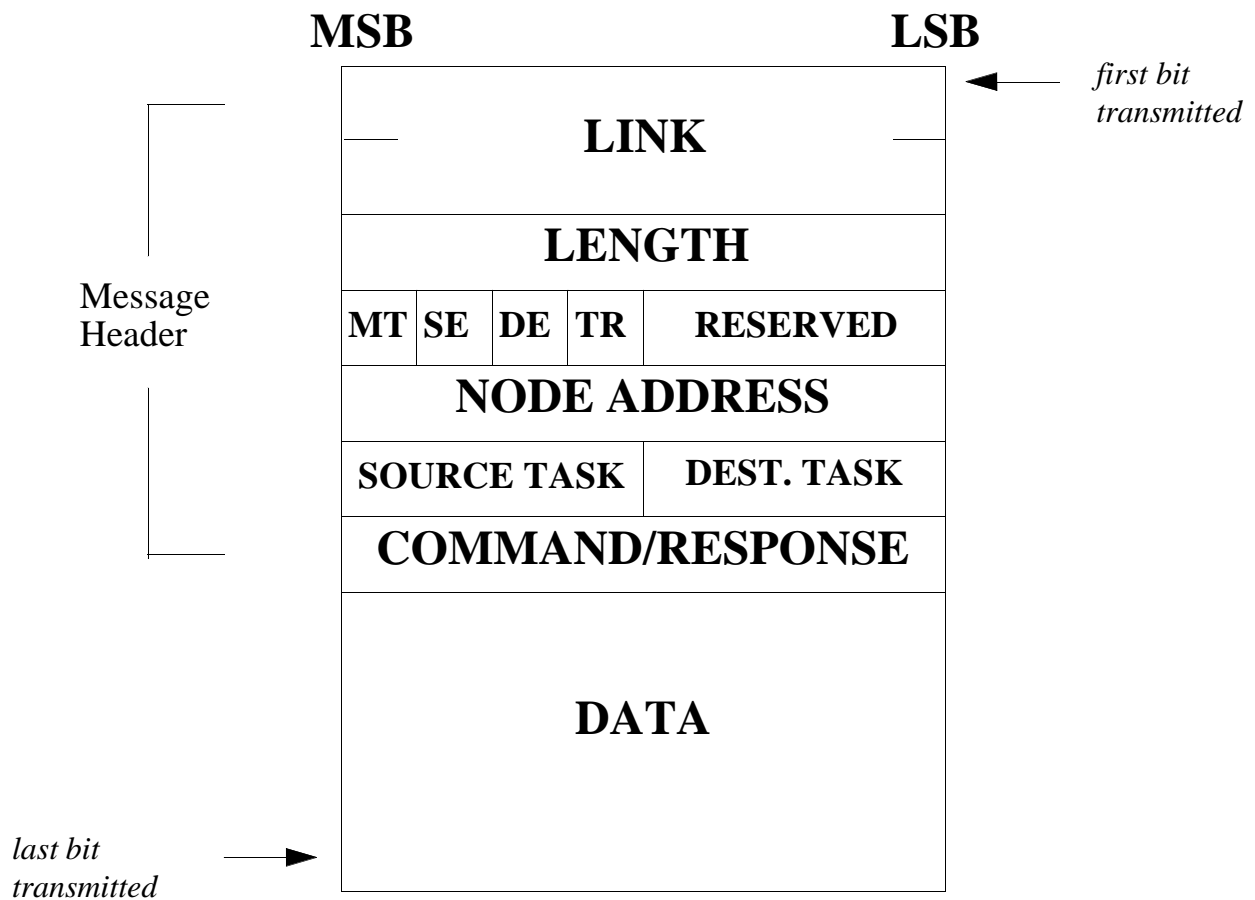 MSB LSB
first bit
transmitted
LINK
LENGTH
Message
Header
MT SE DE TR RESERVED
NODE ADDRESS
SOURCE TASK DEST. TASK
COMMAND/RESPONSE
DATA
last bit
transmitted